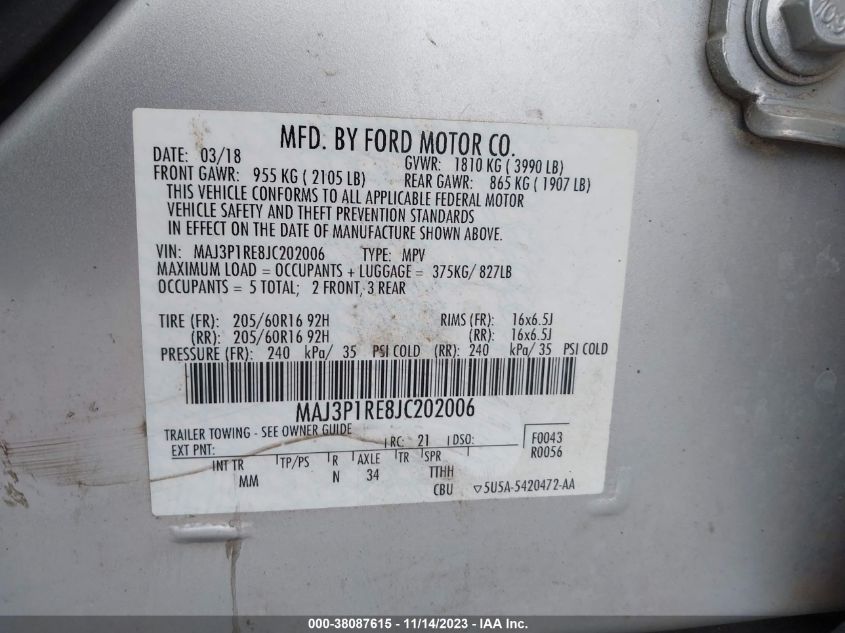 MFD. BY FORD MOTOR CO.
DATE: 03/18 GVWR: 1810 KG ( 3990 LB)
FRONT GAWR: 955 KG ( 2105 LB) REAR GAWR: 865 KG ( 1907 LB)
THIS VEHICLE CONFORMS TO ALL APPLICABLE FEDERAL MOTOR
VEHICLE SAFETY AND THEFT PREVENTION STANDARDS
IN EFFECT ON THE DATE OF MANUFACTURE SHOWN ABOVE.
VIN: MAJ3P1RE8JC202006 TYPE: MPV
MAXIMUM LOAD = OCCUPANTS + LUGGAGE = 375KG/ 827LB
OCCUPANTS = 5 TOTAL; 2 FRONT, 3 REAR
TIRE (FR): 205/60R16 92H RIMS (FR): 16x6.5J
(RR): 205/60R16 92H (RR): 16x6.5J
PRESSURE (FR): 240 kPa/ 35 PSI COLD (RR): 240 kPa/ 35 PSI COLD
MAJ3P1RE8JC202006
TRAILER TOWING - SEE OWNER GUIDE
EXT PNT: RC: 21 DSO: F0043
R0056
INT TR TP/PS R AXLE TR SPR
MM N 34 TTHH
CBU ▽5U5A-5420472-AA
000-38087615 - 11/14/2023 - IAA Inc.